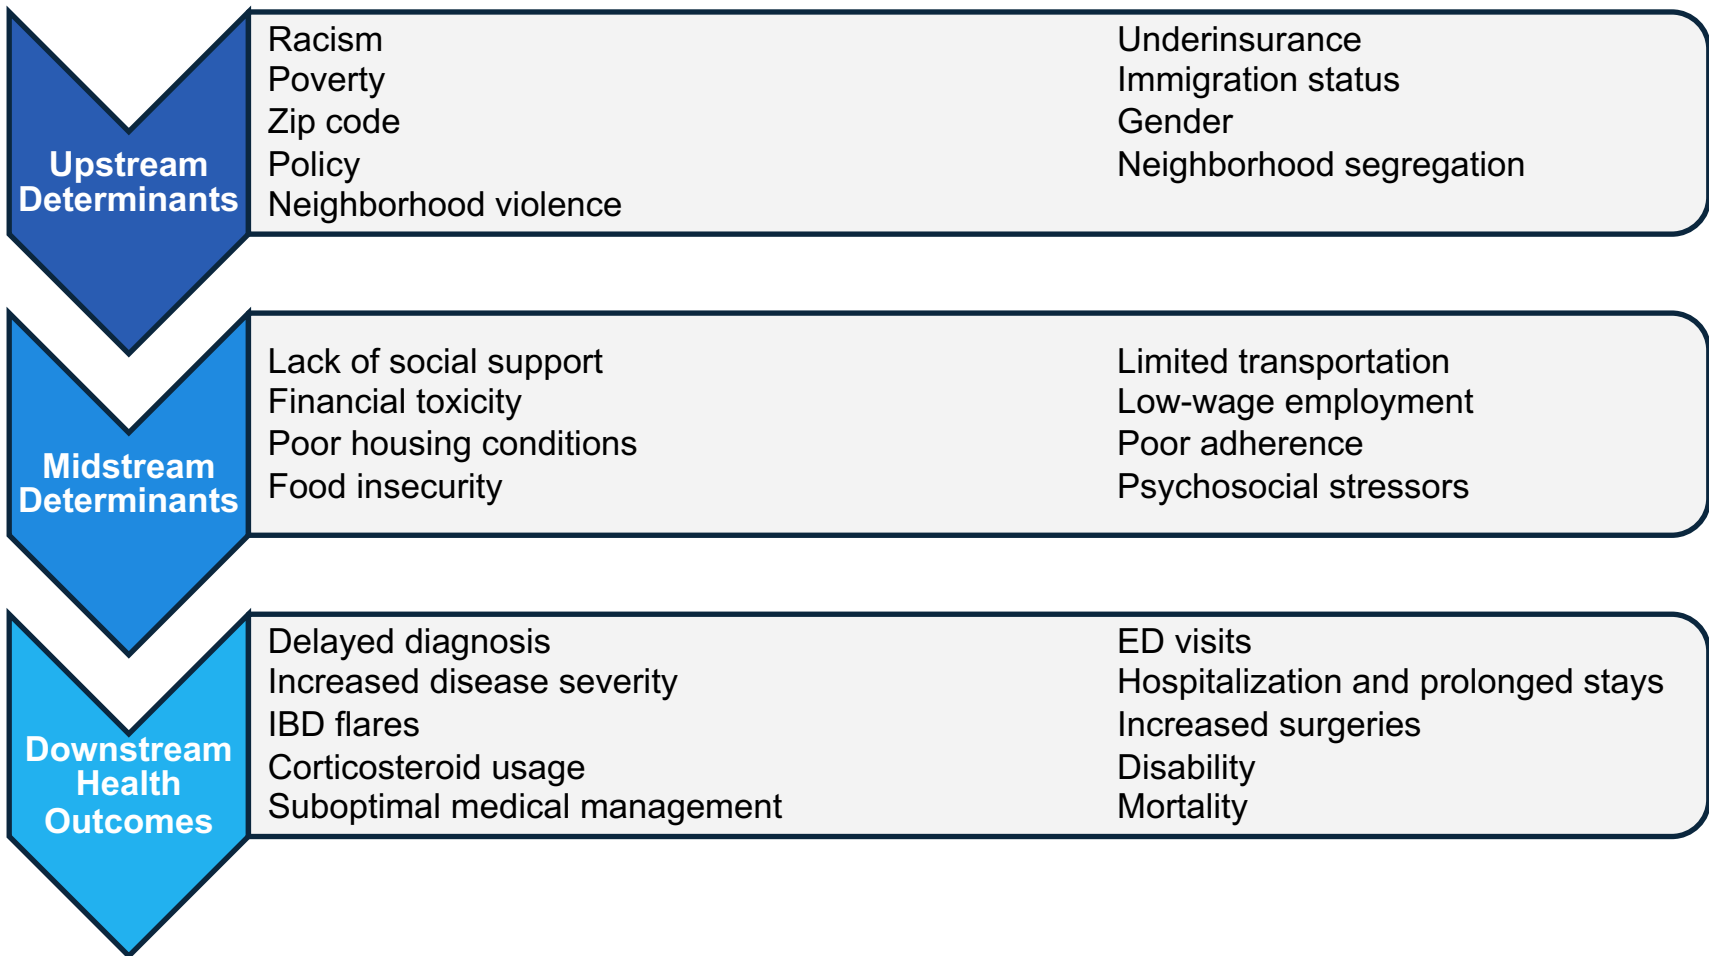 Upstream
Determinants
Racism
Poverty
Zip code
Policy
Neighborhood violence
Underinsurance
Immigration status
Gender
Neighborhood segregation
Midstream
Determinants
Lack of social support
Financial toxicity
Poor housing conditions
Food insecurity
Limited transportation
Low-wage employment
Poor adherence
Psychosocial stressors
Downstream
Health
Outcomes
Delayed diagnosis
Increased disease severity
IBD flares
Corticosteroid usage
Suboptimal medical management
ED visits
Hospitalization and prolonged stays
Increased surgeries
Disability
Mortality